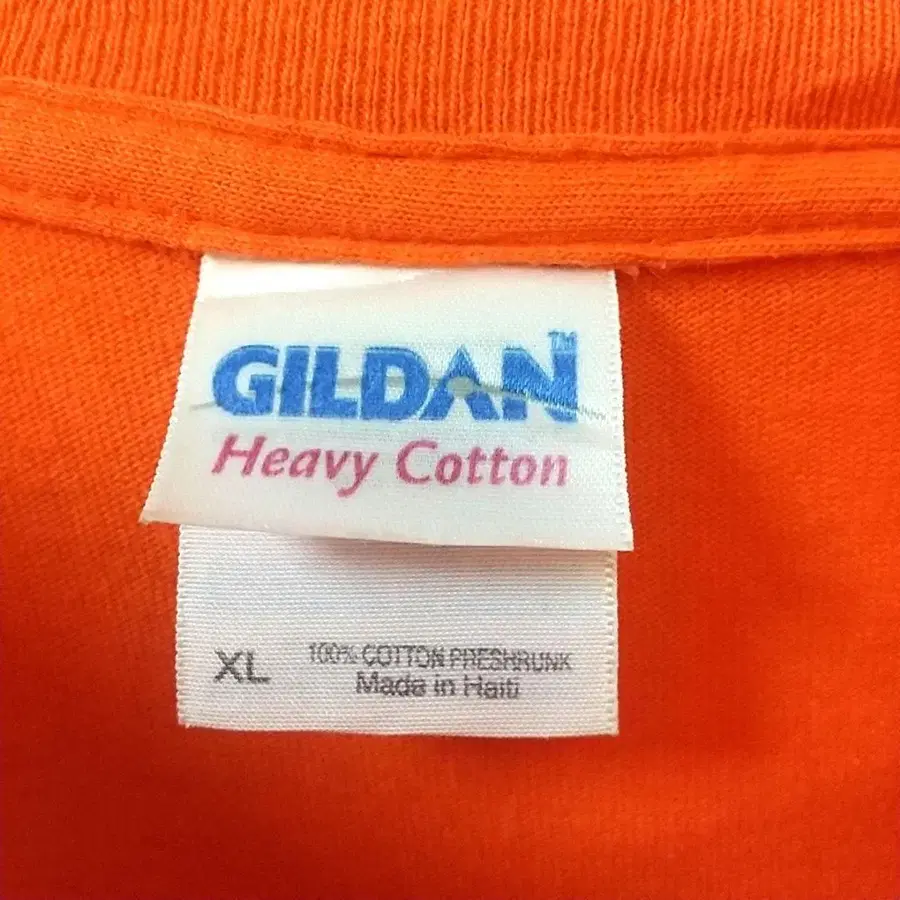 GILDAN™
Heavy Cotton
XL
100% COTTON PRESHRUNK
Made in Haiti